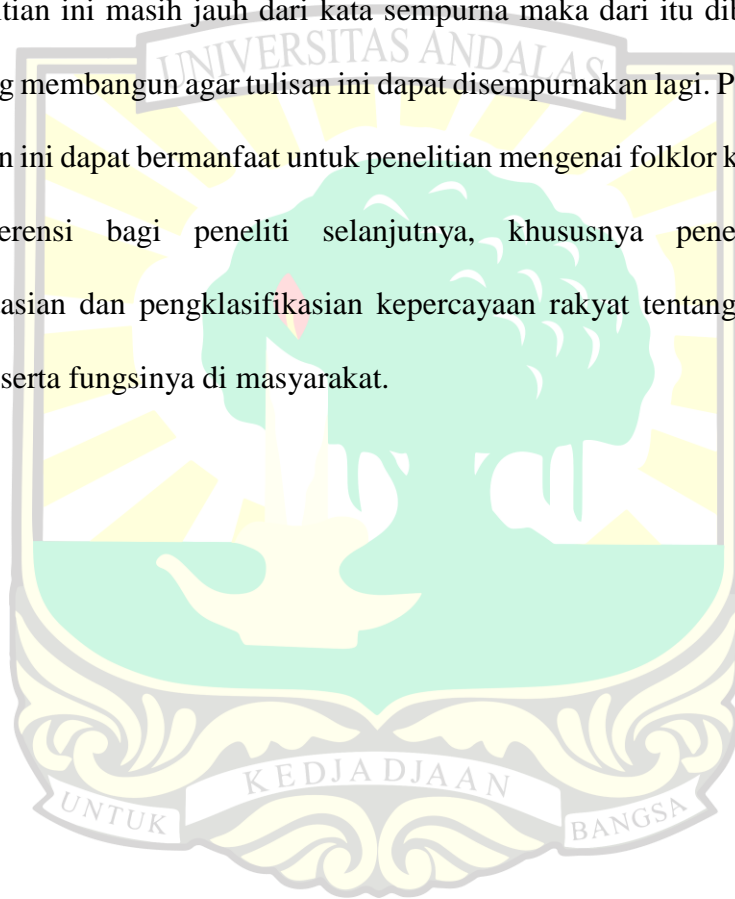 itian ini masih jauh dari kata sempurna maka dari itu dib
UNIVERSITAS ANDALAS
g membangun agar tulisan ini dapat disempurnakan lagi. P
n ini dapat bermanfaat untuk penelitian mengenai folklor k
erensi bagi peneliti selanjutnya, khususnya pene
asian dan pengklasifikasian kepercayaan rakyat tentang
serta fungsinya di masyarakat.
UNTUK KEDJADJAAN BANGSA